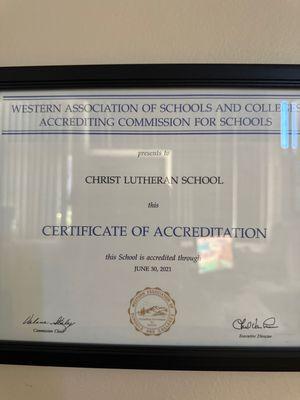 WESTERN ASSOCIATION OF SCHOOLS AND COLLEGES
ACCREDITING COMMISSION FOR SCHOOLS
presents to
CHRIST LUTHERAN SCHOOL
this
CERTIFICATE OF ACCREDITATION
this School is accredited through
JUNE 30, 2021
Commission Chair
Executive Director